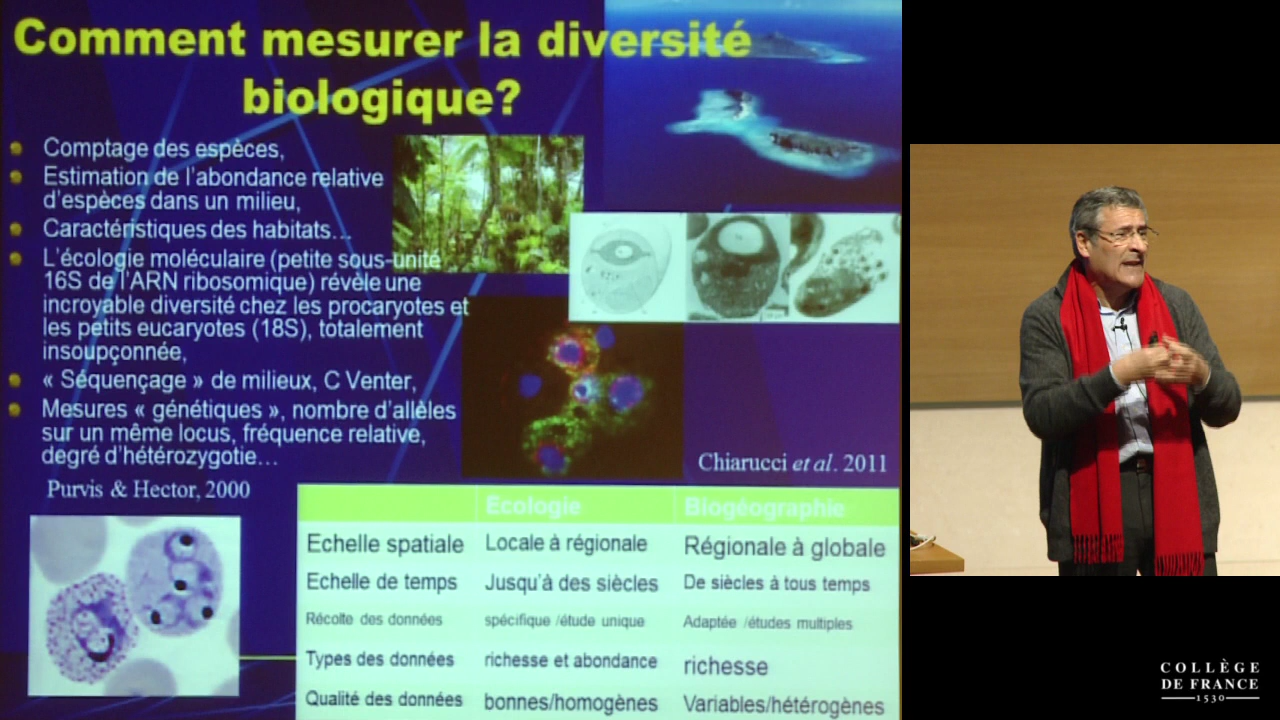 Comment mesurer la diversité
biologique?
Comptage des espèces,
Estimation de l'abondance relative
d'espèces dans un milieu,
Caractéristiques des habitats...
L'écologie moléculaire (petite sous-unité
16S de l'ARN ribosomique) révèle une
incroyable diversité chez les procaryotes et
les petits eucaryotes (18S), totalement
insoupçonnée,
« Séquençage » de milieux, C Venter,
Mesures « génétiques », nombre d'allèles
sur un même locus, fréquence relative,
degré d'hétérozygotie...
Purvis & Hector, 2000
Chiarucci et al. 2011
Ecologie Biogéographie
Echelle spatiale Locale à régionale Régionale à globale
Echelle de temps Jusqu'à des siècles De siècles à tous temps
Récolte des données spécifique /étude unique Adaptée /études multiples
Types des données richesse et abondance richesse
Qualité des données bonnes/homogènes Variables/hétérogènes
COLLÈGE
DE FRANCE
1530